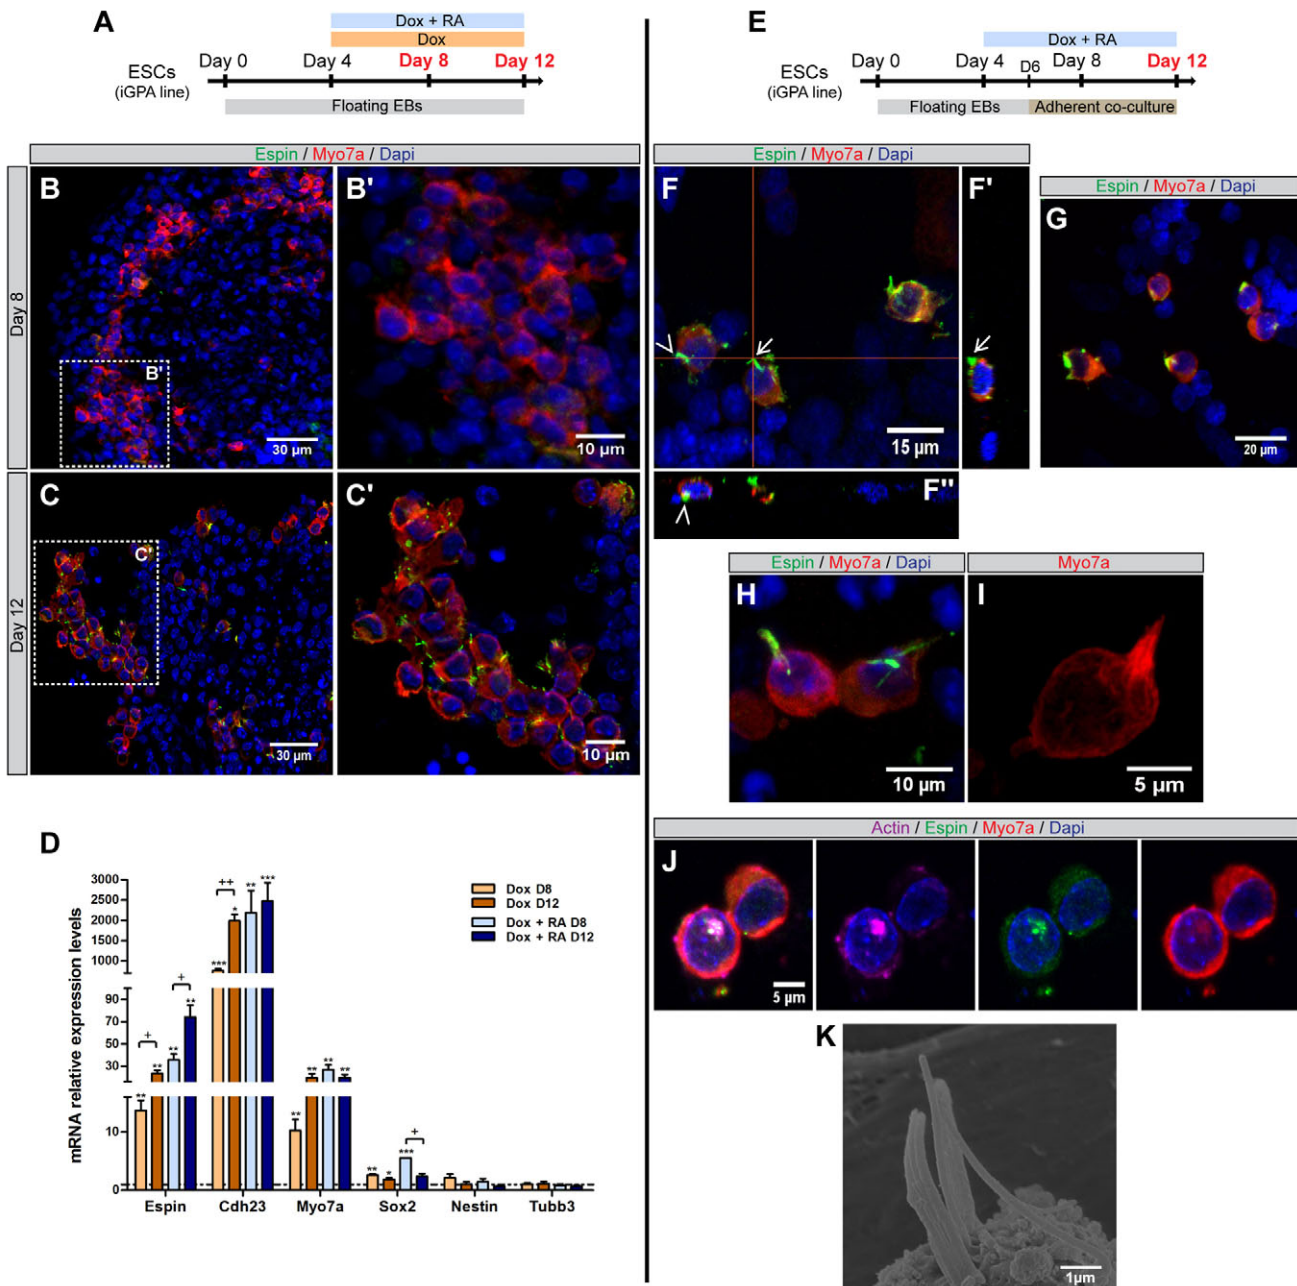 A
Dox + RA
Dox
Day 0 Day 4 Day 8 Day 12
ESCs
(iGPA line)
Floating EBs
E
Dox + RA
Day 0 Day 4 D6 Day 8 Day 12
ESCs
(iGPA line)
Floating EBs Adherent co-culture
Espin / Myo7a / Dapi
Day 8
B
B'
30 µm
B'
10 µm
Day 12
C
C'
30 µm
C'
10 µm
Espin / Myo7a / Dapi
F
15 µm
F'
F''
Espin / Myo7a / Dapi
G
20 µm
Espin / Myo7a / Dapi
H
10 µm
Myo7a
I
5 µm
Actin / Espin / Myo7a / Dapi
J
5 µm
K
1µm
D
mRNA relative expression levels
3000
2500
2000
1500
1000
90
70
50
30
10
0
** + ** ** + **
*** ++ * ** ***
** ** ** **
** * *** +
Dox D8
Dox D12
Dox + RA D8
Dox + RA D12
Espin Cdh23 Myo7a Sox2 Nestin Tubb3